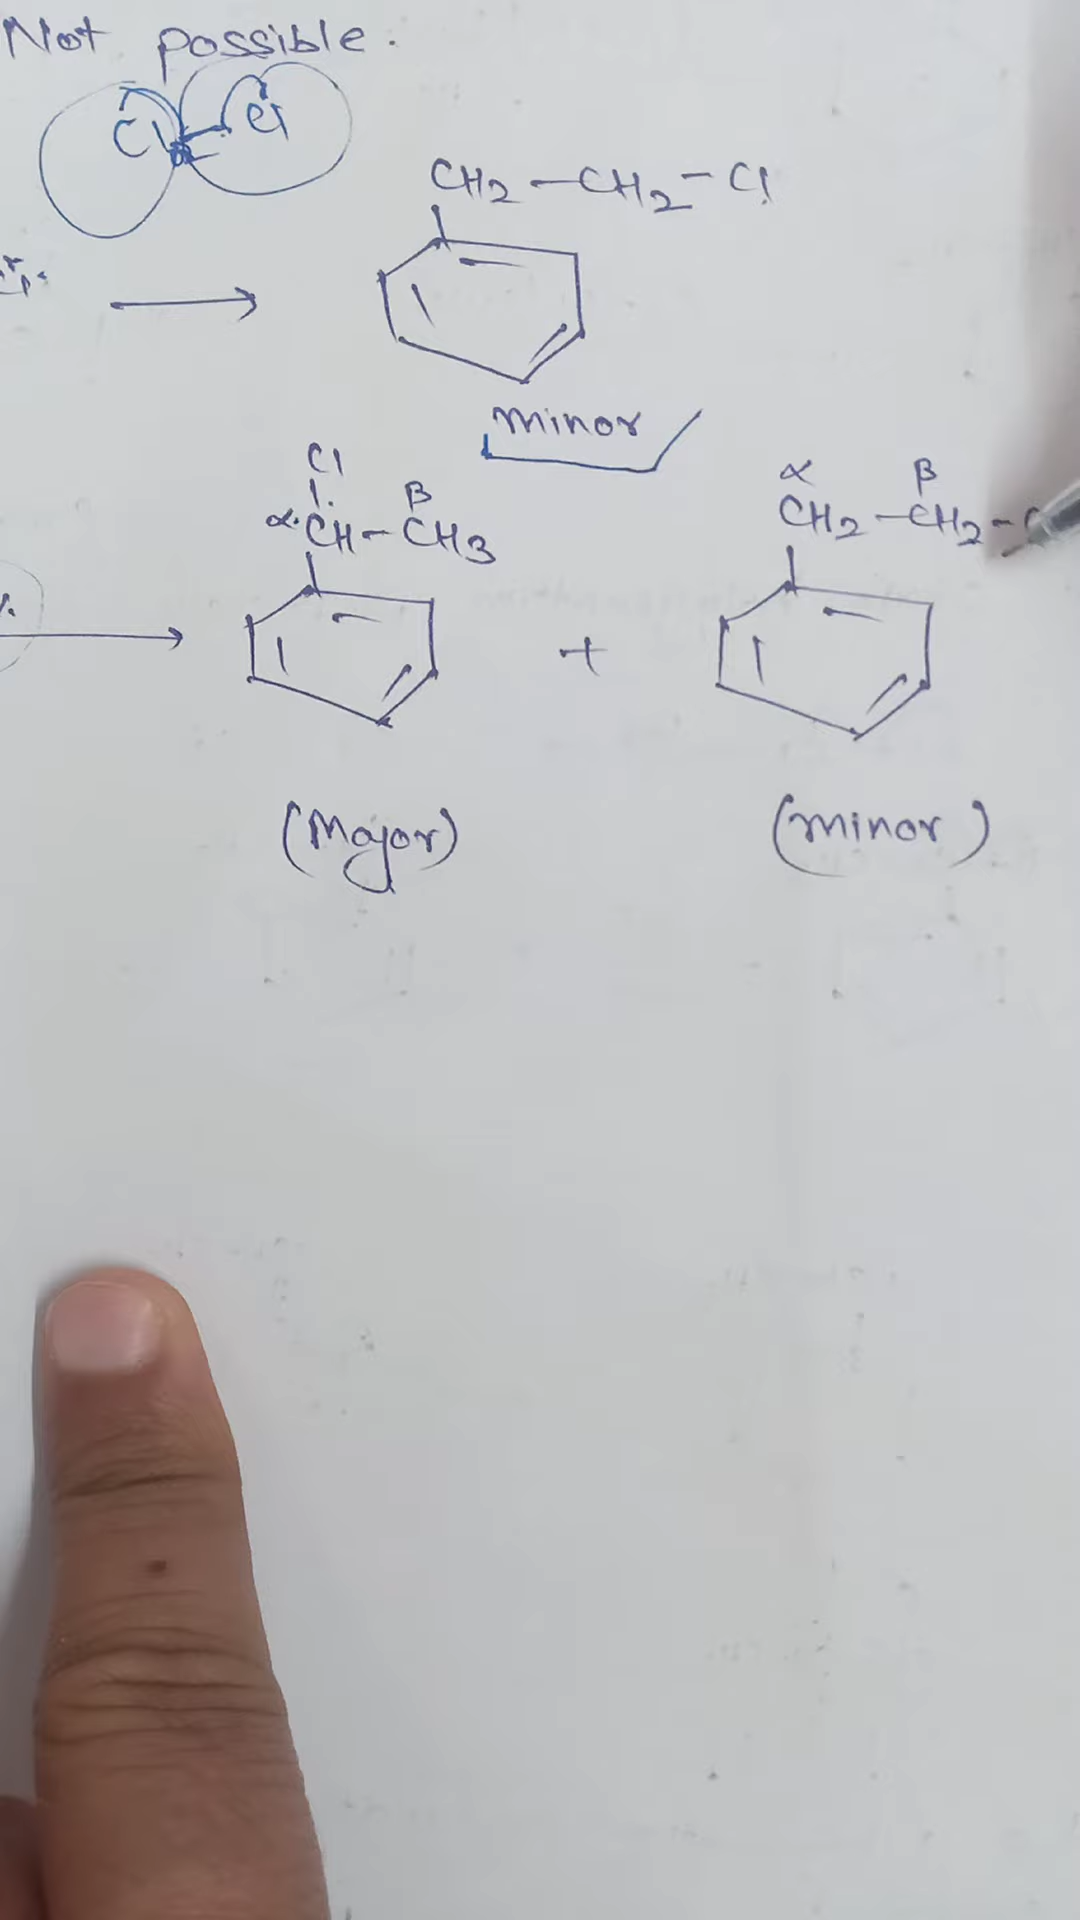 Not possible.
Cl Cl
CH2 - CH2 - Cl
minor
Cl
α CH - CH3 β
α β
CH2 - CH2 -
+
(Major) (minor)